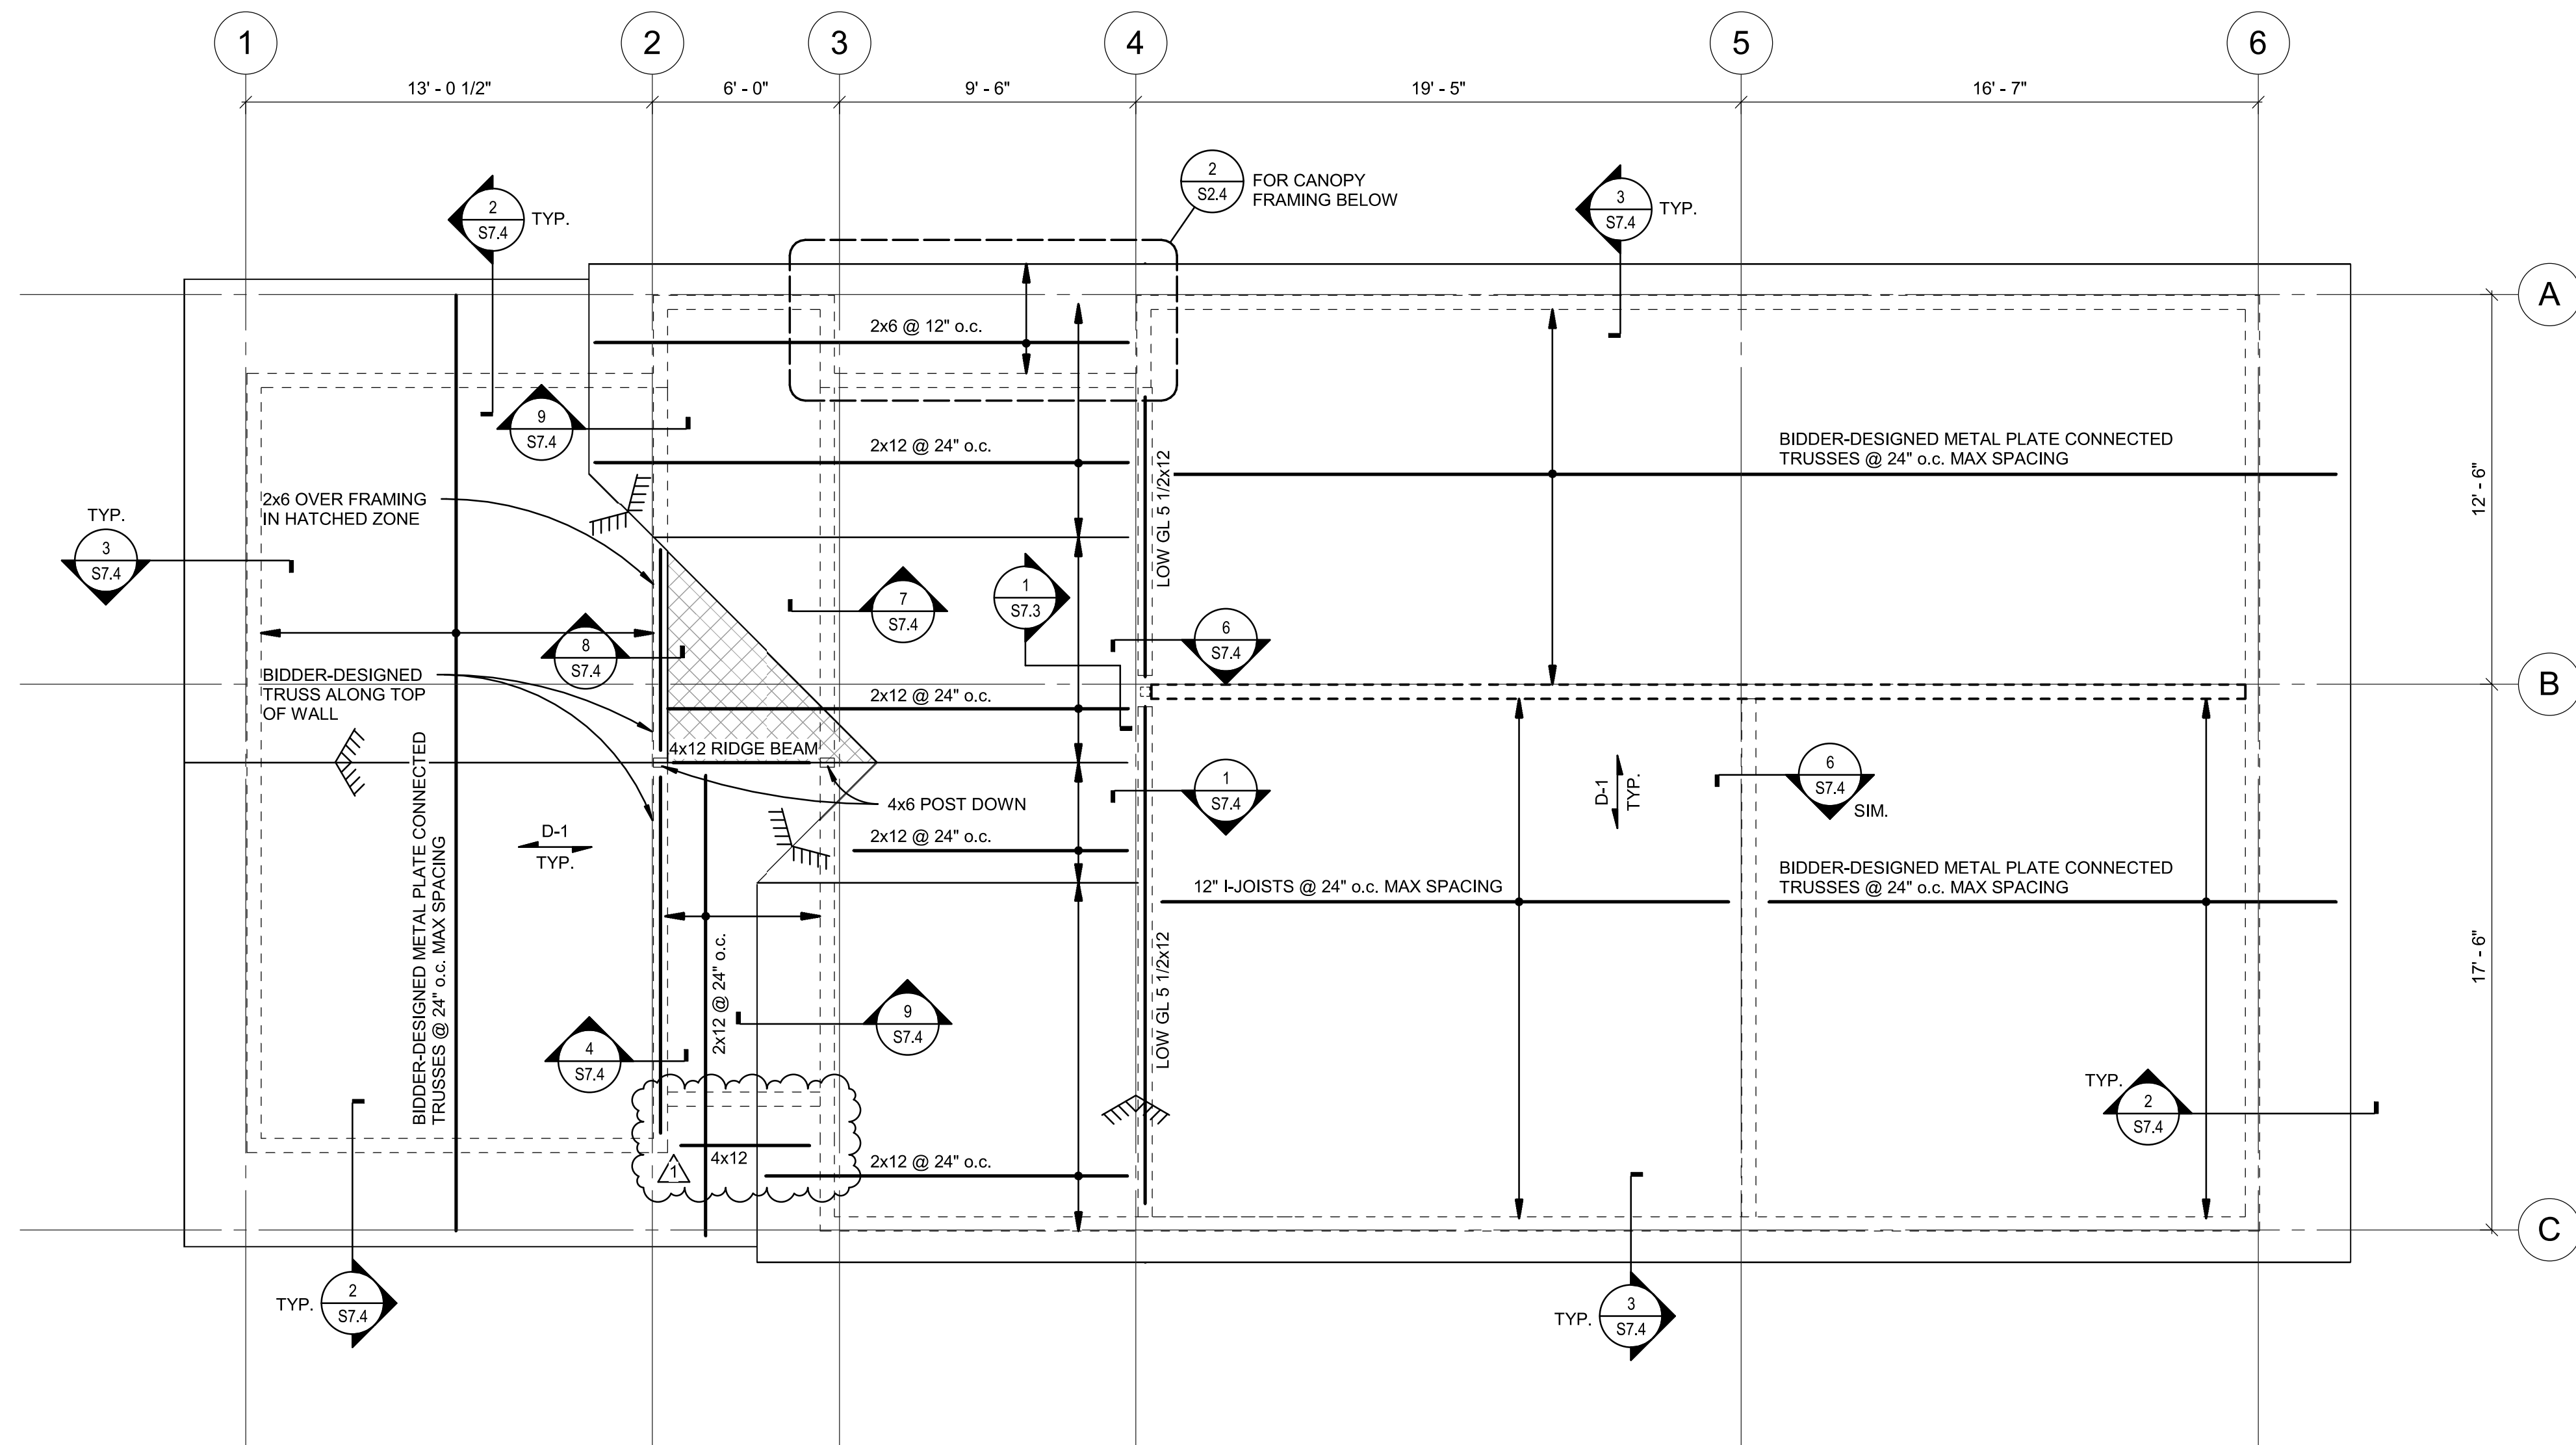 1
2
3
4
5
6
13' - 0 1/2"
6' - 0"
9' - 6"
19' - 5"
16' - 7"
2
S2.4
FOR CANOPY
FRAMING BELOW
2
S7.4
TYP.
3
S7.4
TYP.
A
2x6 @ 12" o.c.
9
S7.4
2x12 @ 24" o.c.
LOW GL 5 1/2x12
BIDDER-DESIGNED METAL PLATE CONNECTED
TRUSSES @ 24" o.c. MAX SPACING
12' - 6"
2x6 OVER FRAMING
IN HATCHED ZONE
TYP.
3
S7.4
7
S7.4
1
S7.3
8
S7.4
6
S7.4
BIDDER-DESIGNED
TRUSS ALONG TOP
OF WALL
2x12 @ 24" o.c.
B
4x12 RIDGE BEAM
4x6 POST DOWN
1
S7.4
D-1
TYP.
6
S7.4
SIM.
D-1
TYP.
2x12 @ 24" o.c.
BIDDER-DESIGNED METAL PLATE CONNECTED
TRUSSES @ 24" o.c. MAX SPACING
12" I-JOISTS @ 24" o.c. MAX SPACING
BIDDER-DESIGNED METAL PLATE CONNECTED
TRUSSES @ 24" o.c. MAX SPACING
17' - 6"
2x12 @ 24" o.c.
LOW GL 5 1/2x12
9
S7.4
4
S7.4
TYP.
2
S7.4
4x12
1
2x12 @ 24" o.c.
C
TYP.
2
S7.4
TYP.
3
S7.4